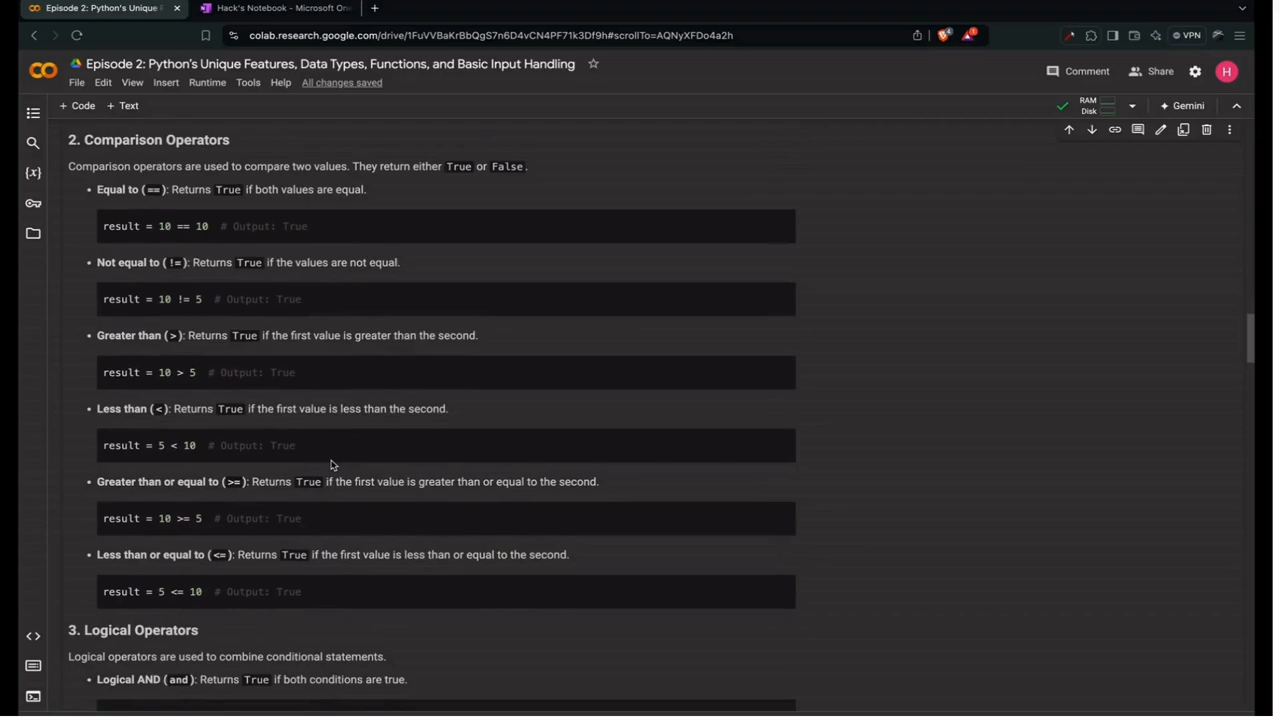 Episode 2: Python's Unique F
Hack's Notebook - Microsoft One
colab.research.google.com/drive/1FuVVBaKrBbQgS7n6D4vCN4PF71k3Df9h#scrollTo=AQNyXFDo4a2h
VPN
Episode 2: Python's Unique Features, Data Types, Functions, and Basic Input Handling
File Edit View Insert Runtime Tools Help All changes saved
Comment Share H
+ Code + Text
RAM
Disk
Gemini
2. Comparison Operators
Comparison operators are used to compare two values. They return either True or False.
• Equal to (==): Returns True if both values are equal.
result = 10 == 10 # Output: True
• Not equal to (!=): Returns True if the values are not equal.
result = 10 != 5 # Output: True
• Greater than (>): Returns True if the first value is greater than the second.
result = 10 > 5 # Output: True
• Less than (<): Returns True if the first value is less than the second.
result = 5 < 10 # Output: True
• Greater than or equal to (>=): Returns True if the first value is greater than or equal to the second.
result = 10 >= 5 # Output: True
• Less than or equal to (<=): Returns True if the first value is less than or equal to the second.
result = 5 <= 10 # Output: True
3. Logical Operators
Logical operators are used to combine conditional statements.
• Logical AND (and): Returns True if both conditions are true.